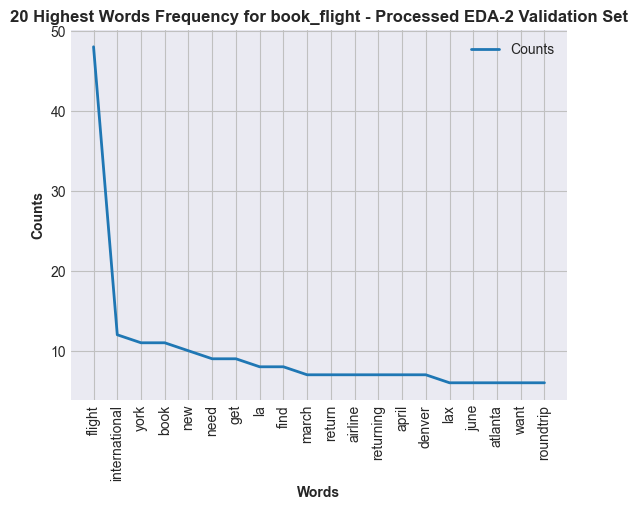 20 Highest Words Frequency for book_flight - Processed EDA-2 Validation Set
Counts
50
40
30
20
10
Counts
flight
international
york
book
new
need
get
la
find
march
return
airline
returning
april
denver
lax
june
atlanta
want
roundtrip
Words